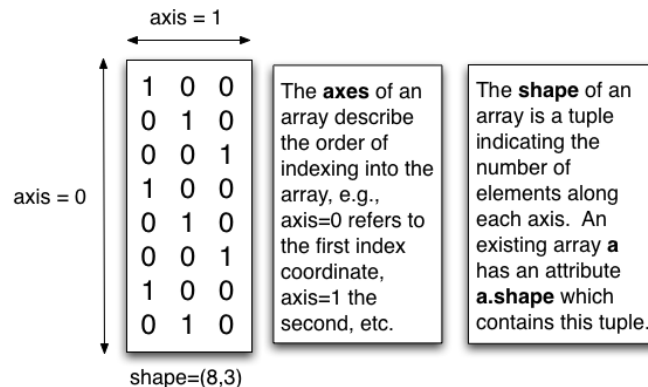 axis = 1
axis = 0
1 0 0
0 1 0
0 0 1
1 0 0
0 1 0
0 0 1
1 0 0
0 1 0
shape=(8,3)
The axes of an
array describe
the order of
indexing into the
array, e.g.,
axis=0 refers to
the first index
coordinate,
axis=1 the
second, etc.
The shape of an
array is a tuple
indicating the
number of
elements along
each axis. An
existing array a
has an attribute
a.shape which
contains this tuple.